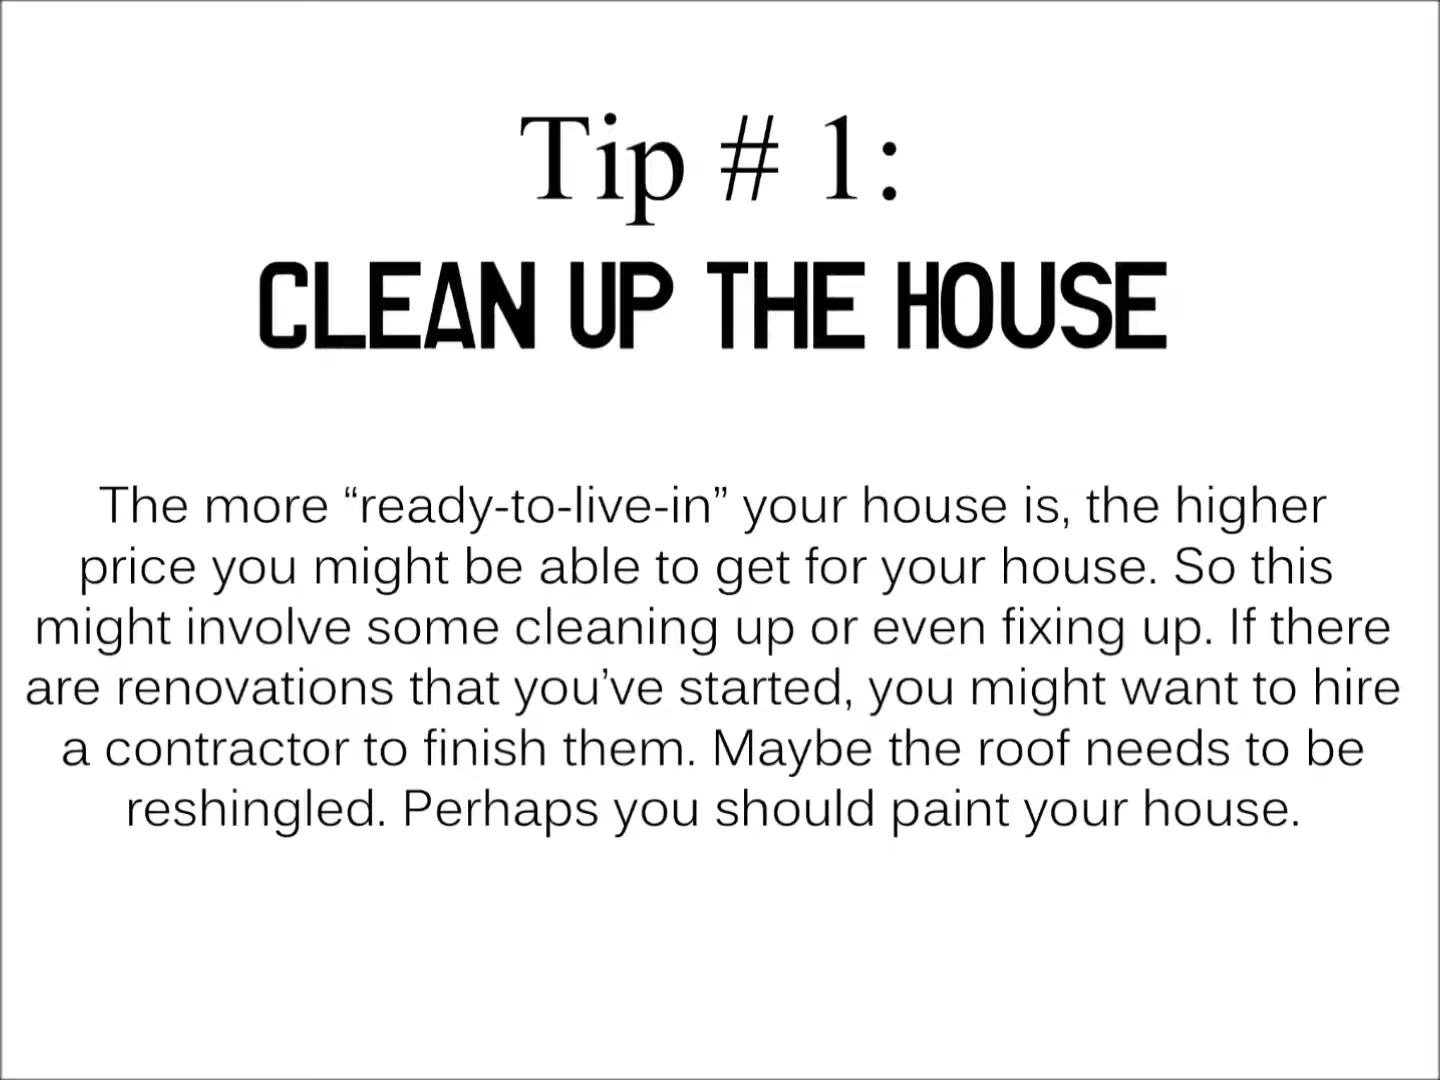 Tip # 1:
CLEAN UP THE HOUSE
The more “ready-to-live-in” your house is, the higher
price you might be able to get for your house. So this
might involve some cleaning up or even fixing up. If there
are renovations that you’ve started, you might want to hire
a contractor to finish them. Maybe the roof needs to be
reshingled. Perhaps you should paint your house.